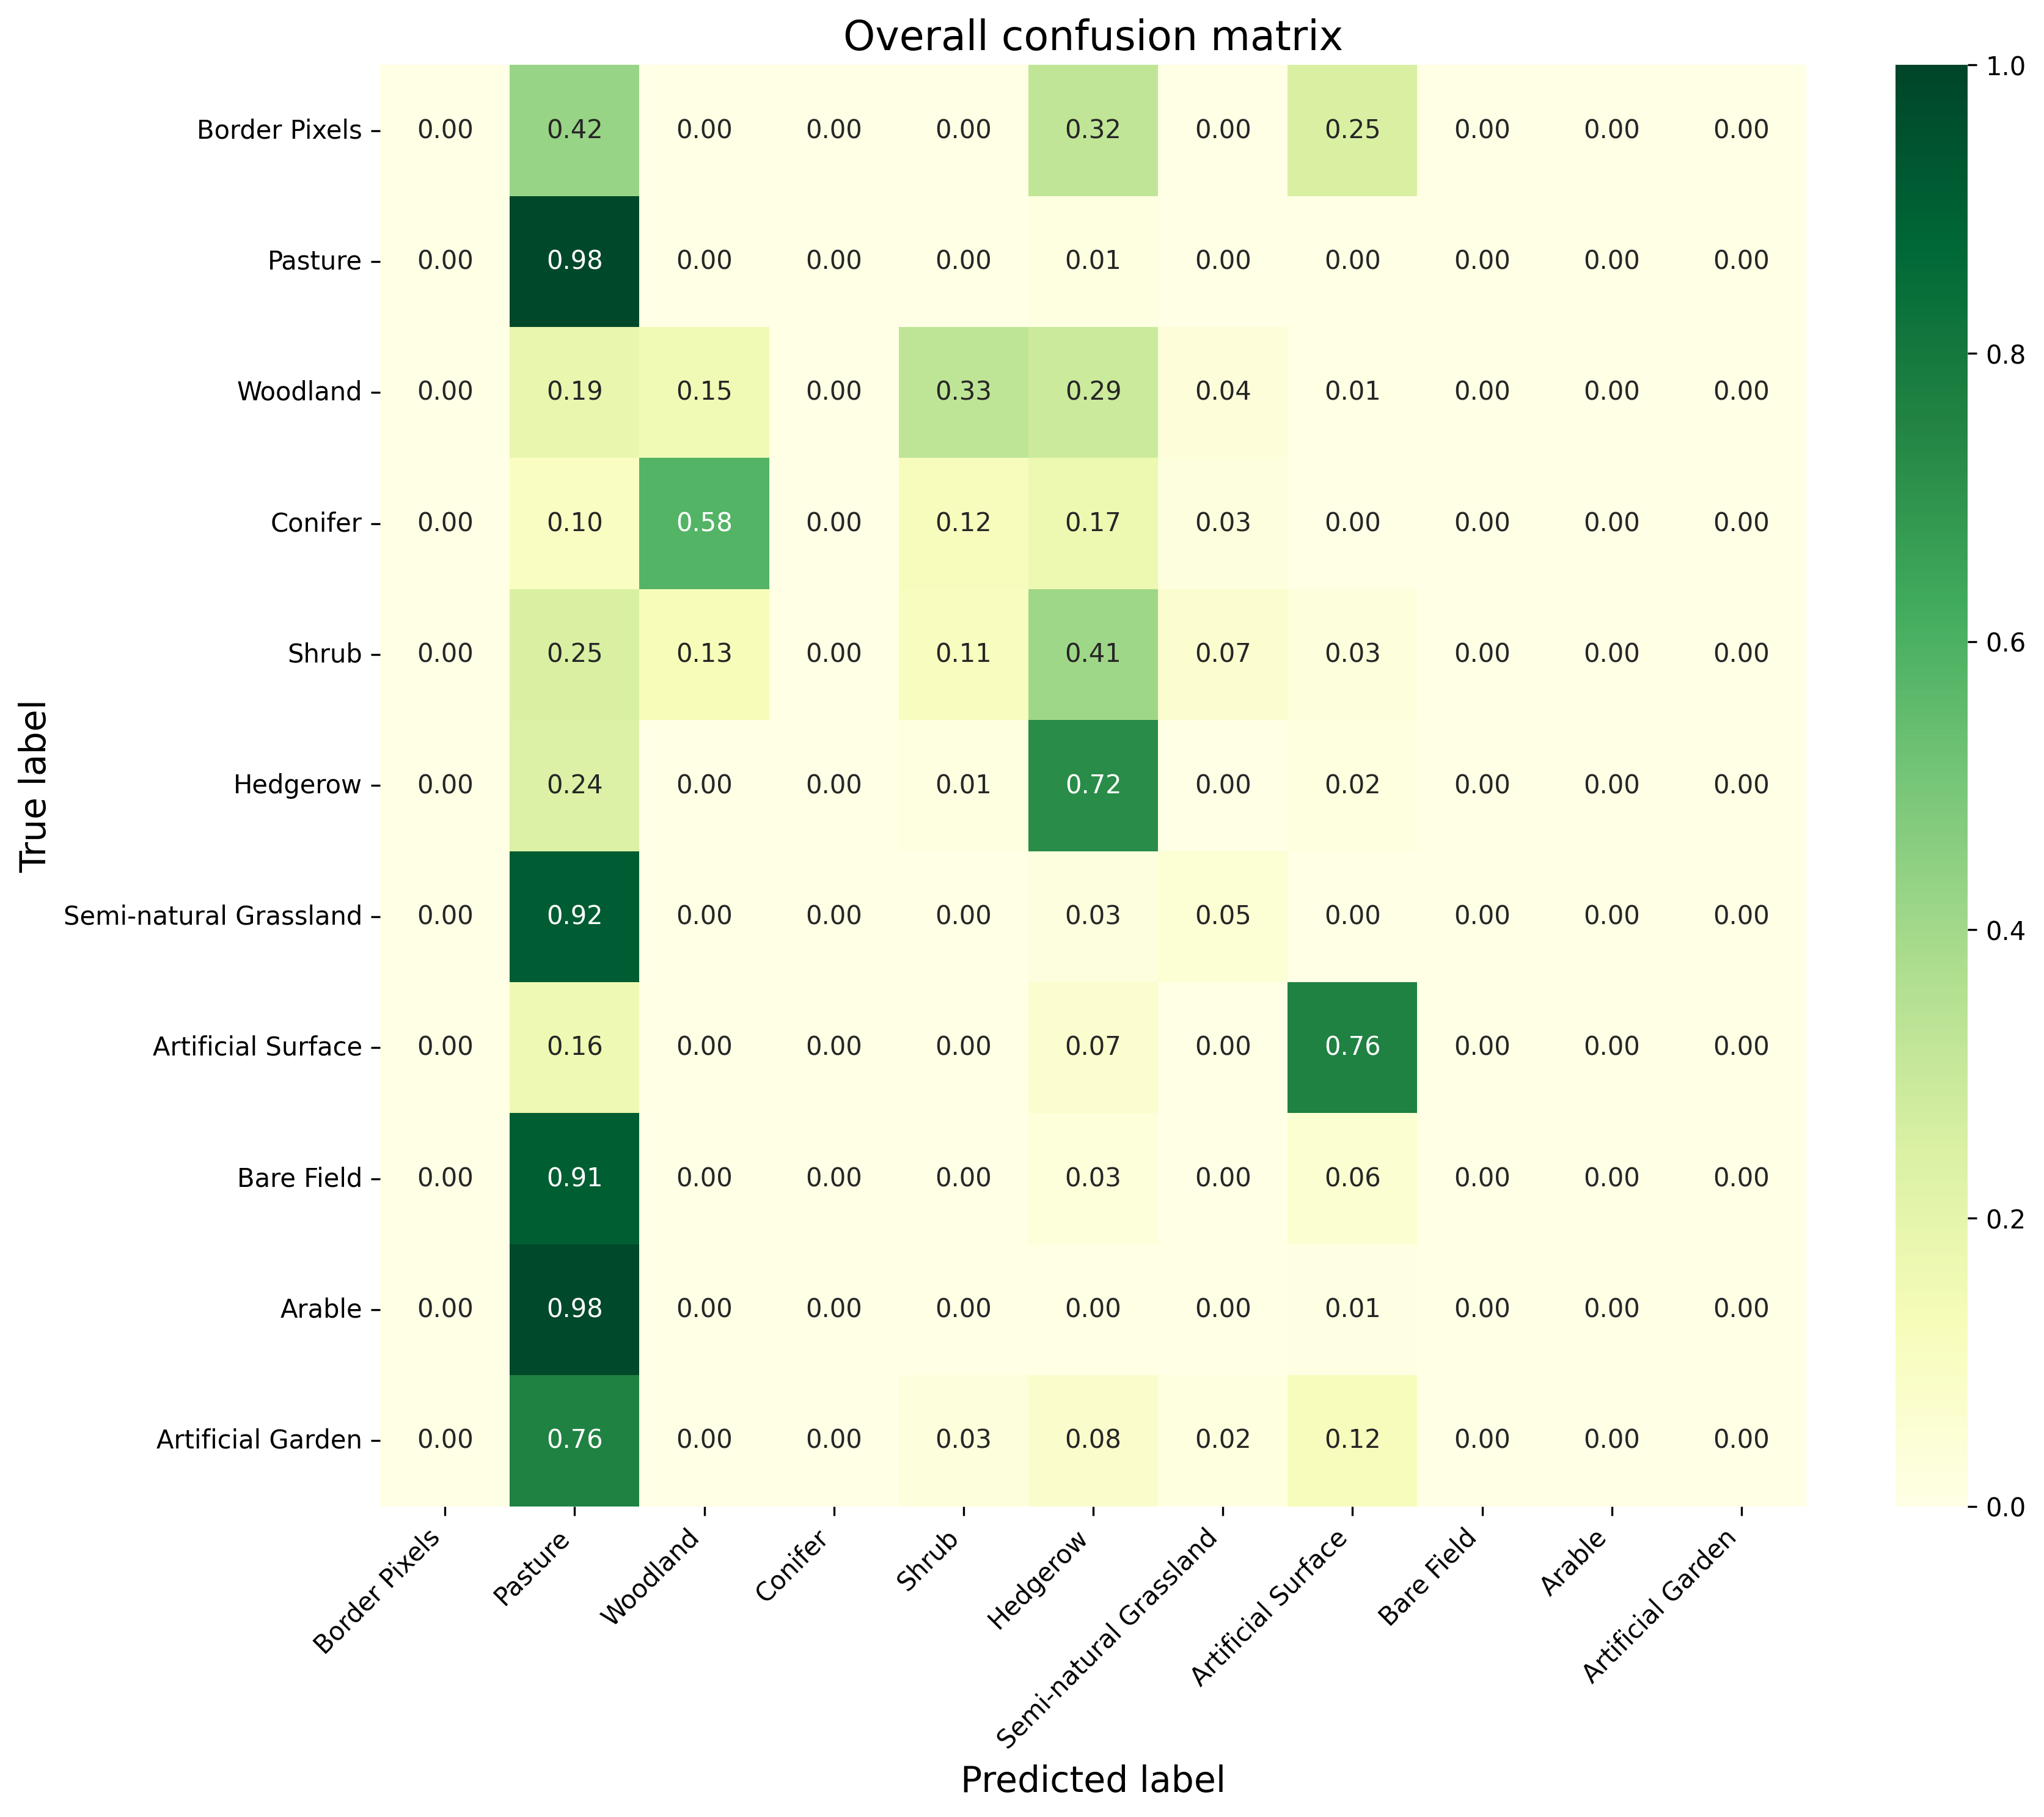 Overall confusion matrix
True label
Border Pixels 0.00 0.42 0.00 0.00 0.00 0.32 0.00 0.25 0.00 0.00 0.00
Pasture 0.00 0.98 0.00 0.00 0.00 0.01 0.00 0.00 0.00 0.00 0.00
Woodland 0.00 0.19 0.15 0.00 0.33 0.29 0.04 0.01 0.00 0.00 0.00
Conifer 0.00 0.10 0.58 0.00 0.12 0.17 0.03 0.00 0.00 0.00 0.00
Shrub 0.00 0.25 0.13 0.00 0.11 0.41 0.07 0.03 0.00 0.00 0.00
Hedgerow 0.00 0.24 0.00 0.00 0.01 0.72 0.00 0.02 0.00 0.00 0.00
Semi-natural Grassland 0.00 0.92 0.00 0.00 0.00 0.03 0.05 0.00 0.00 0.00 0.00
Artificial Surface 0.00 0.16 0.00 0.00 0.00 0.07 0.00 0.76 0.00 0.00 0.00
Bare Field 0.00 0.91 0.00 0.00 0.00 0.03 0.00 0.06 0.00 0.00 0.00
Arable 0.00 0.98 0.00 0.00 0.00 0.00 0.00 0.01 0.00 0.00 0.00
Artificial Garden 0.00 0.76 0.00 0.00 0.03 0.08 0.02 0.12 0.00 0.00 0.00
Border Pixels
Pasture
Woodland
Conifer
Shrub
Hedgerow
Semi-natural Grassland
Artificial Surface
Bare Field
Arable
Artificial Garden
Predicted label
1.0
0.8
0.6
0.4
0.2
0.0